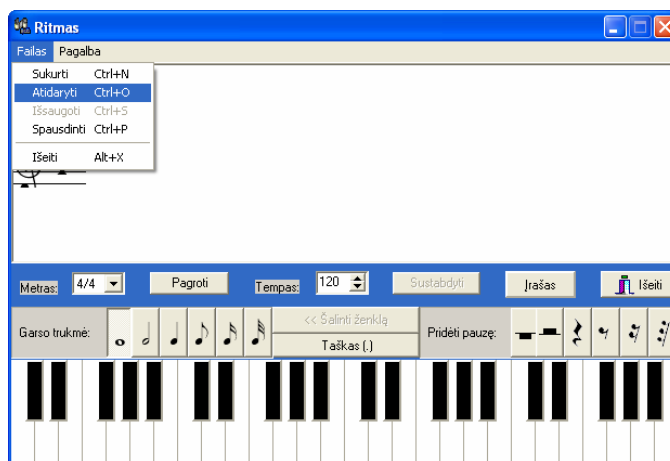 Ritmas
Failas Pagalba
Sukurti Ctrl+N
Atidaryti Ctrl+O
Išsaugoti Ctrl+S
Spausdinti Ctrl+P
Išeiti Alt+X
Metras: 4/4 Pagroti Tempas: 120 Sustabdyti Įrašas Išeiti
Garso trukmė: << Šalinti ženklą Pridėti pauzę:
Taškas (.)